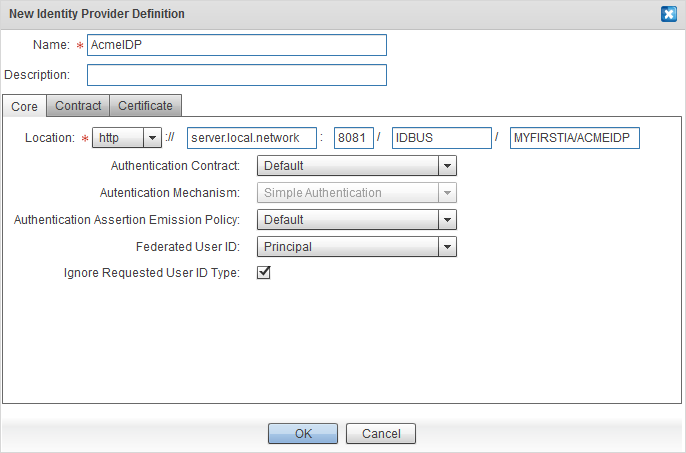 New Identity Provider Definition
Name: * AcmeIDP
Description:
Core Contract Certificate
Location: * http :// server.local.network : 8081 / IDBUS / MYFIRSTIA/ACMEIDP
Authentication Contract: Default
Autentication Mechanism: Simple Authentication
Authentication Assertion Emission Policy: Default
Federated User ID: Principal
Ignore Requested User ID Type:
OK Cancel